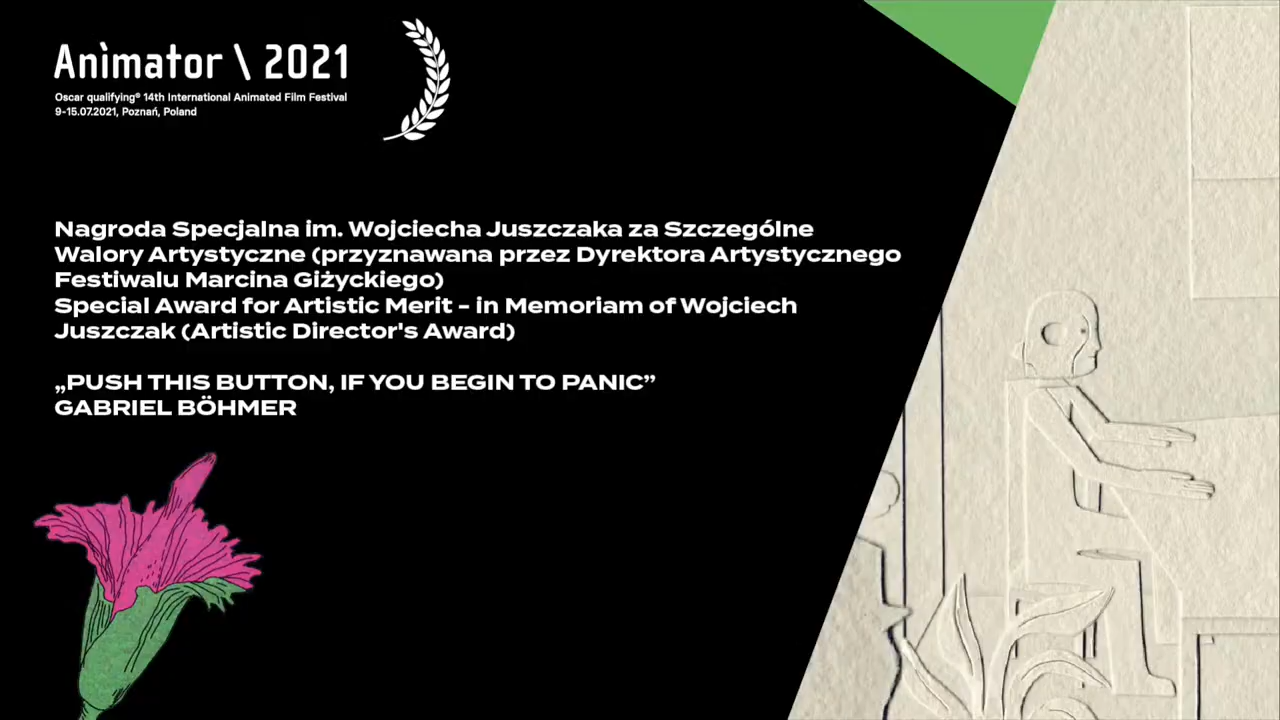 Anìmator \ 2021
Oscar qualifying® 14th International Animated Film Festival
9-15.07.2021, Poznań, Poland
Nagroda Specjalna im. Wojciecha Juszczaka za Szczególne
Walory Artystyczne (przyznawana przez Dyrektora Artystycznego
Festiwalu Marcina Giżyckiego)
Special Award for Artistic Merit – in Memoriam of Wojciech
Juszczak (Artistic Director's Award)
„PUSH THIS BUTTON, IF YOU BEGIN TO PANIC”
GABRIEL BÖHMER